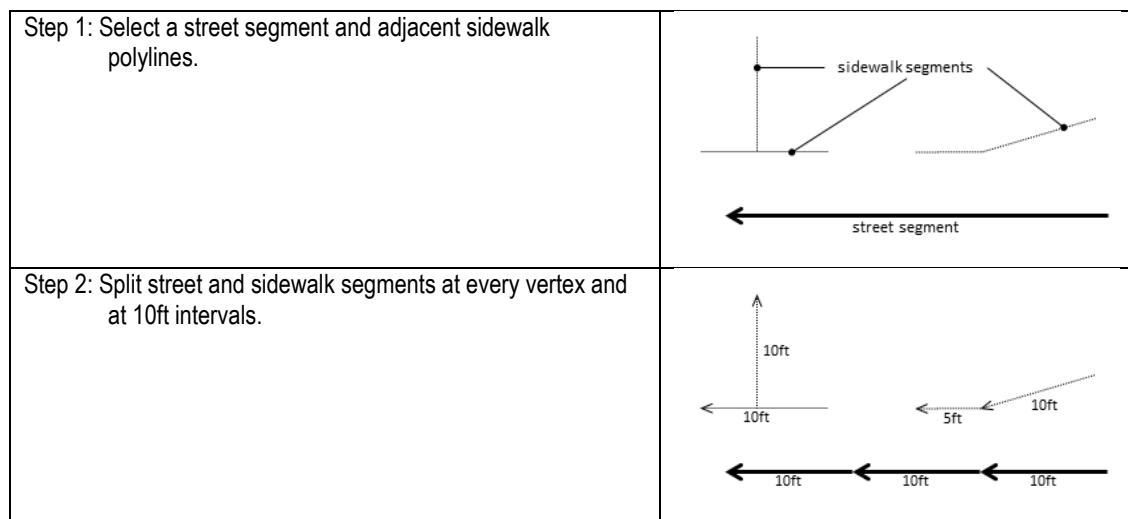 Step 1: Select a street segment and adjacent sidewalk
polylines.
sidewalk segments
street segment
Step 2: Split street and sidewalk segments at every vertex and
at 10ft intervals.
10ft
10ft
5ft
10ft
10ft
10ft
10ft